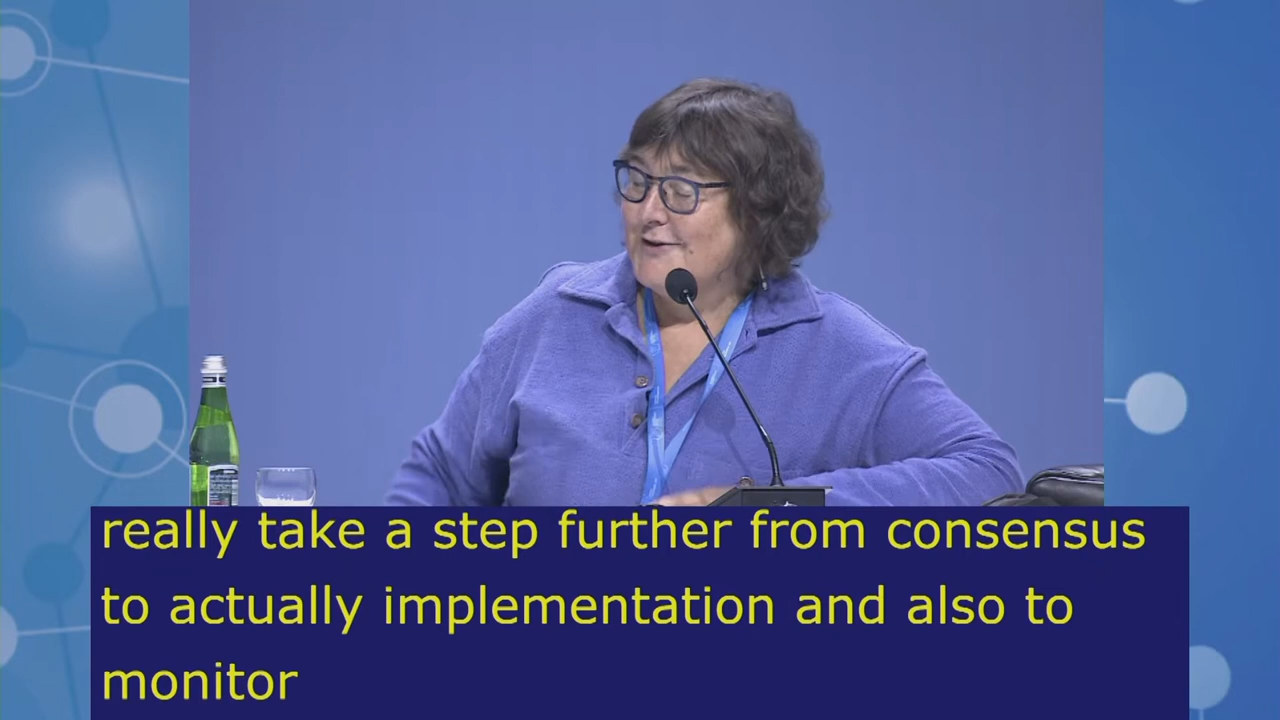 really take a step further from consensus
to actually implementation and also to
monitor